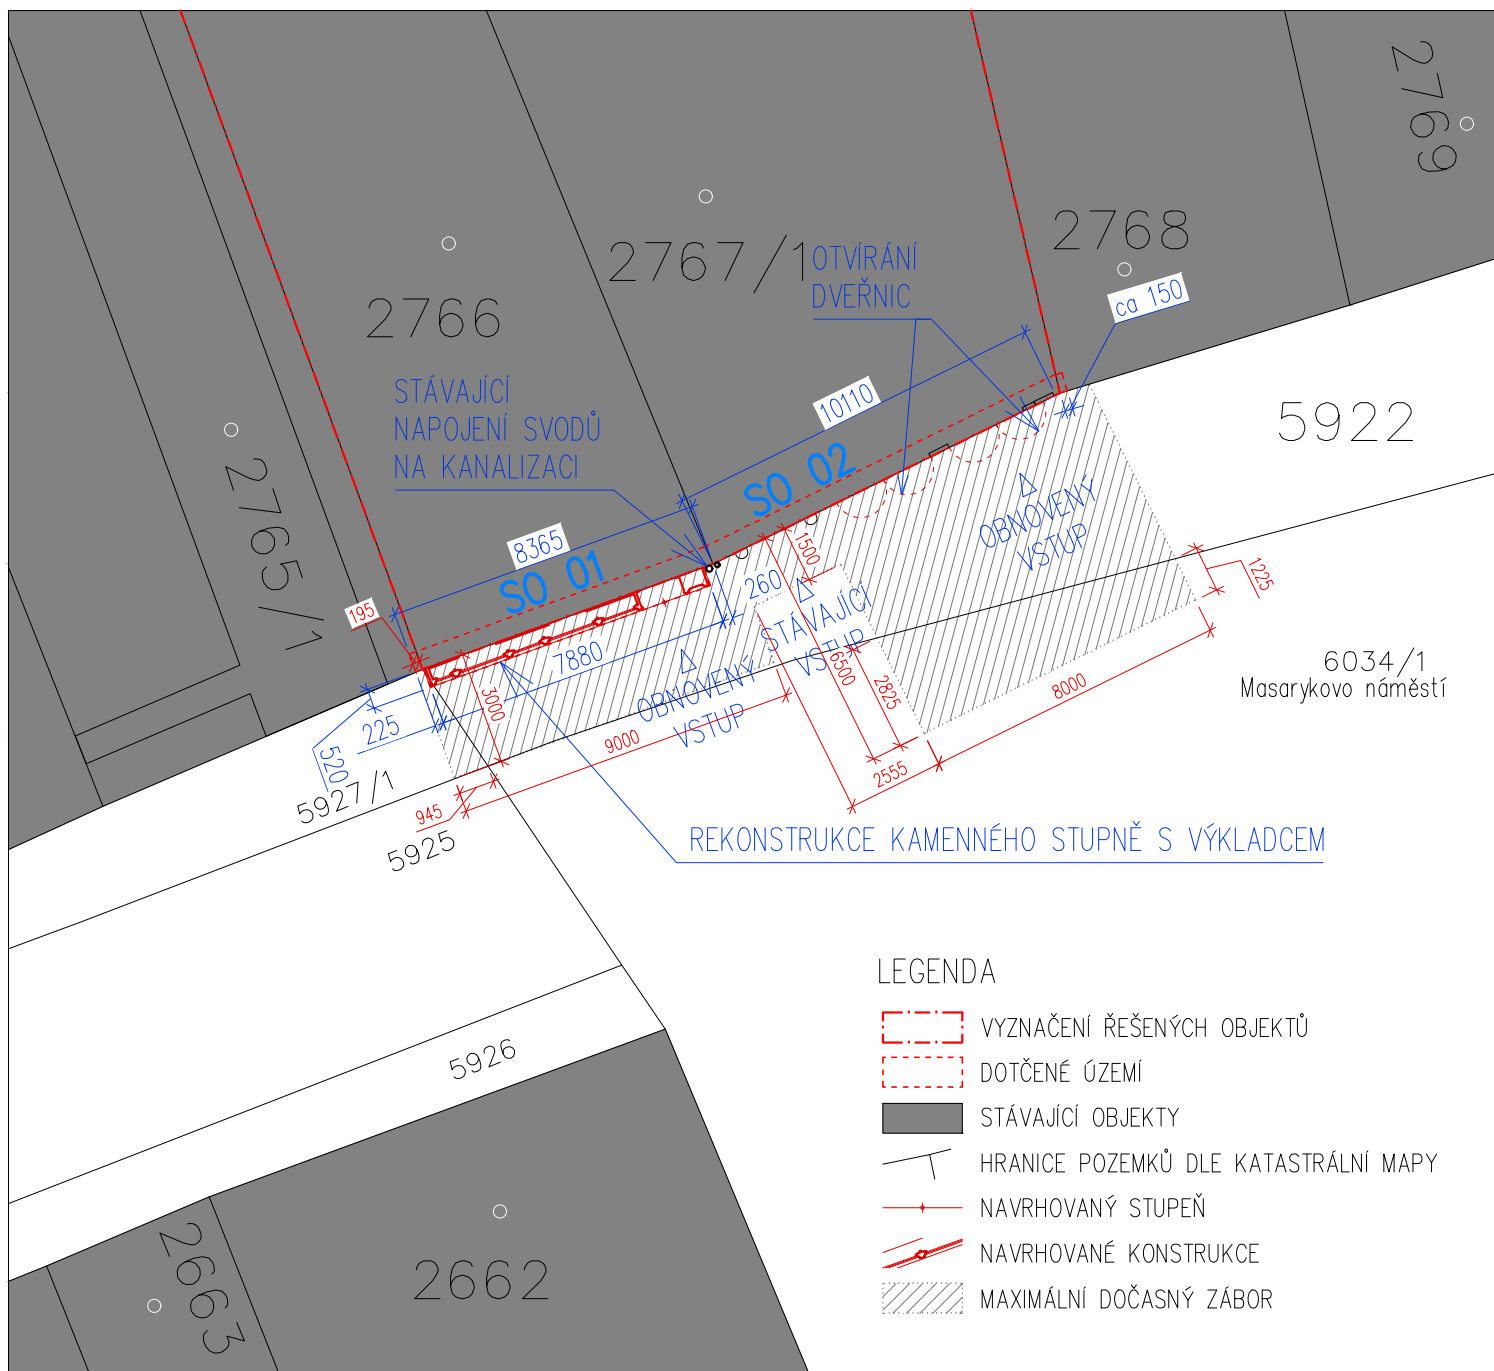 2769
2768
2767/1
OTVÍRÁNÍ
DVEŘNIC
ca 150
2766
STÁVAJÍCÍ
NAPOJENÍ SVODŮ
NA KANALIZACI
10110
5922
2765/1
SO 02
8365
SO 01
OBNOVENÝ
VSTUP
1500
260
1225
195
STÁVAJÍCÍ
VSTUP
7880
OBNOVENÝ
VSTUP
6500
2825
8000
3000
6034/1
Masarykovo náměstí
225
520
9000
2555
5927/1
945
5925
REKONSTRUKCE KAMENNÉHO STUPNĚ S VÝKLADCEM
5926
2662
2663
LEGENDA
VYZNAČENÍ ŘEŠENÝCH OBJEKTŮ
DOTČENÉ ÚZEMÍ
STÁVAJÍCÍ OBJEKTY
HRANICE POZEMKŮ DLE KATASTRÁLNÍ MAPY
NAVRHOVANÝ STUPEŇ
NAVRHOVANÉ KONSTRUKCE
MAXIMÁLNÍ DOČASNÝ ZÁBOR